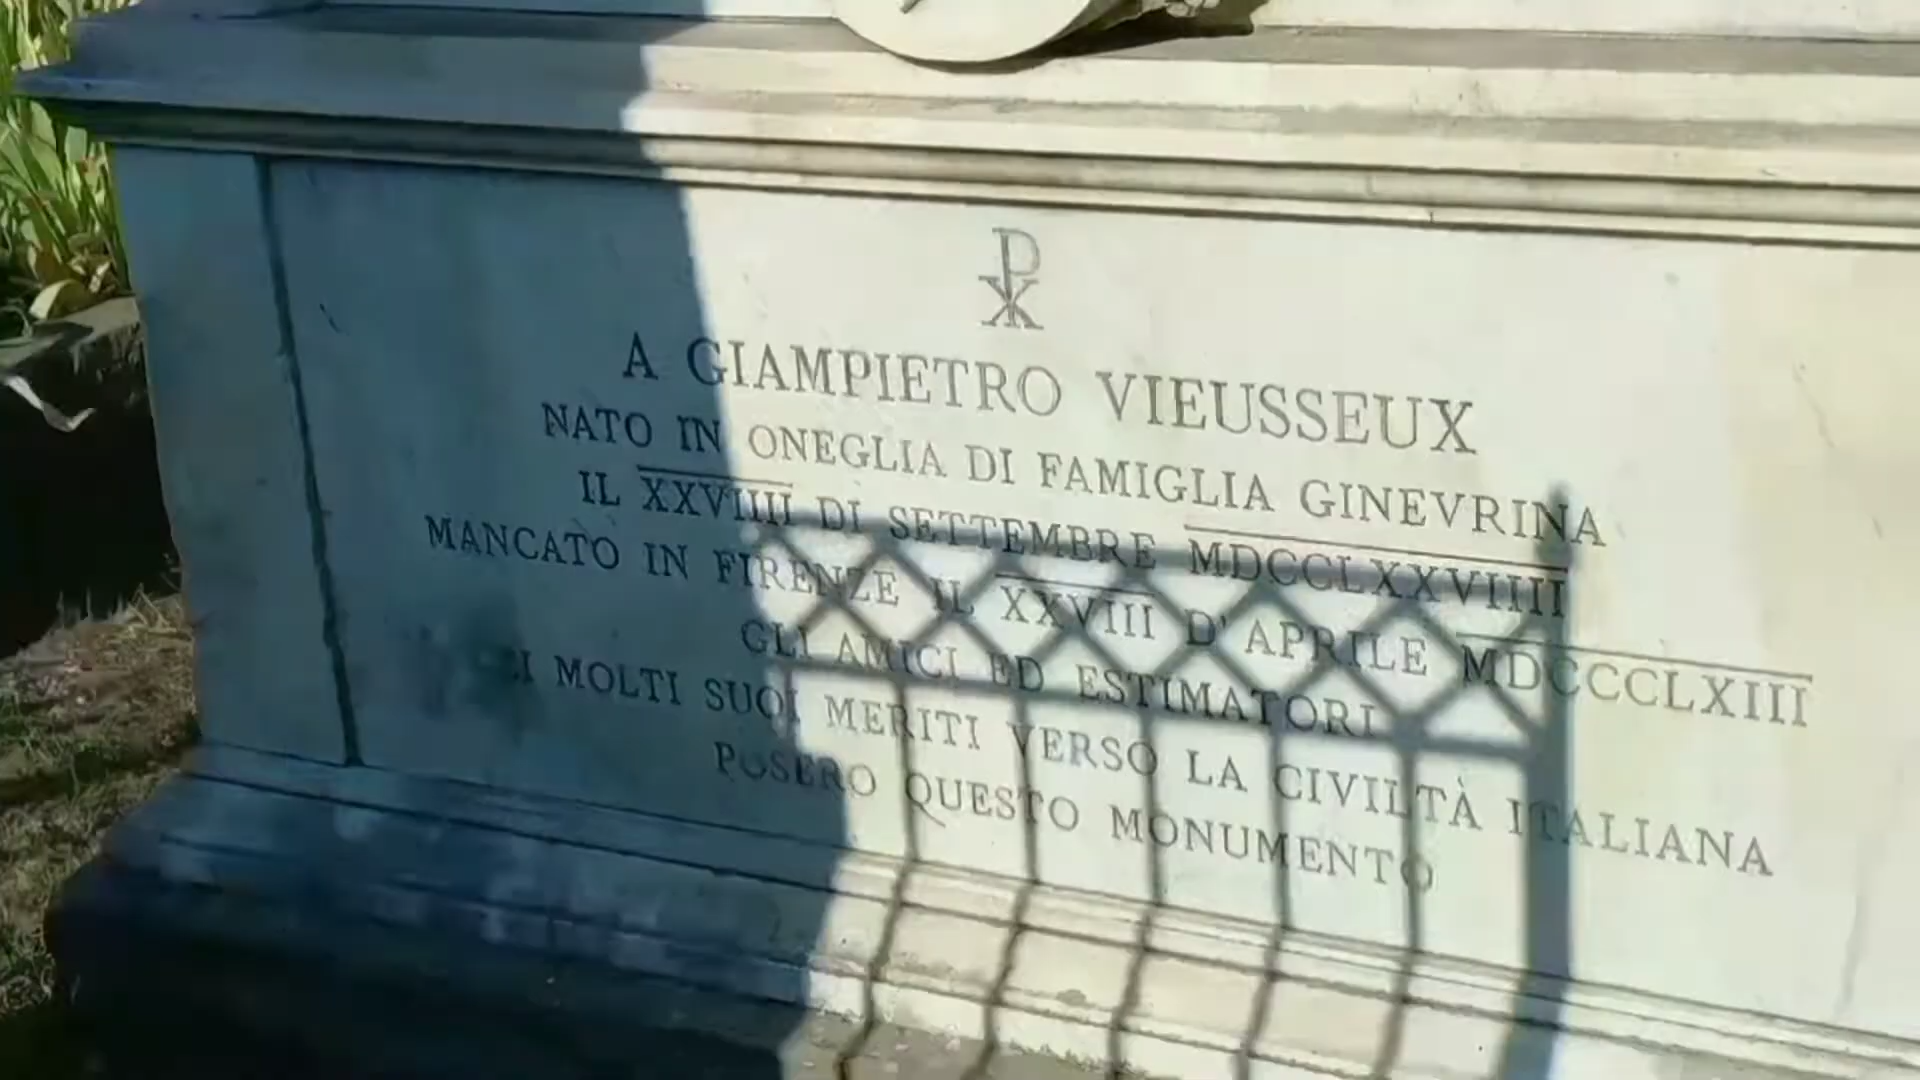 A GIAMPIETRO VIEUSSEUX
NATO IN ONEGLIA DI FAMIGLIA GINEVRINA
IL XXVIIII DI SETTEMBRE MDCCLXXVIIII
MANCATO IN FIRENZE IL XXVIII D'APRILE MDCCCLXIII
GLI AMICI ED ESTIMATORI
MOLTI SUOI MERITI VERSO LA CIVILTÀ ITALIANA
POSERO QUESTO MONUMENTO